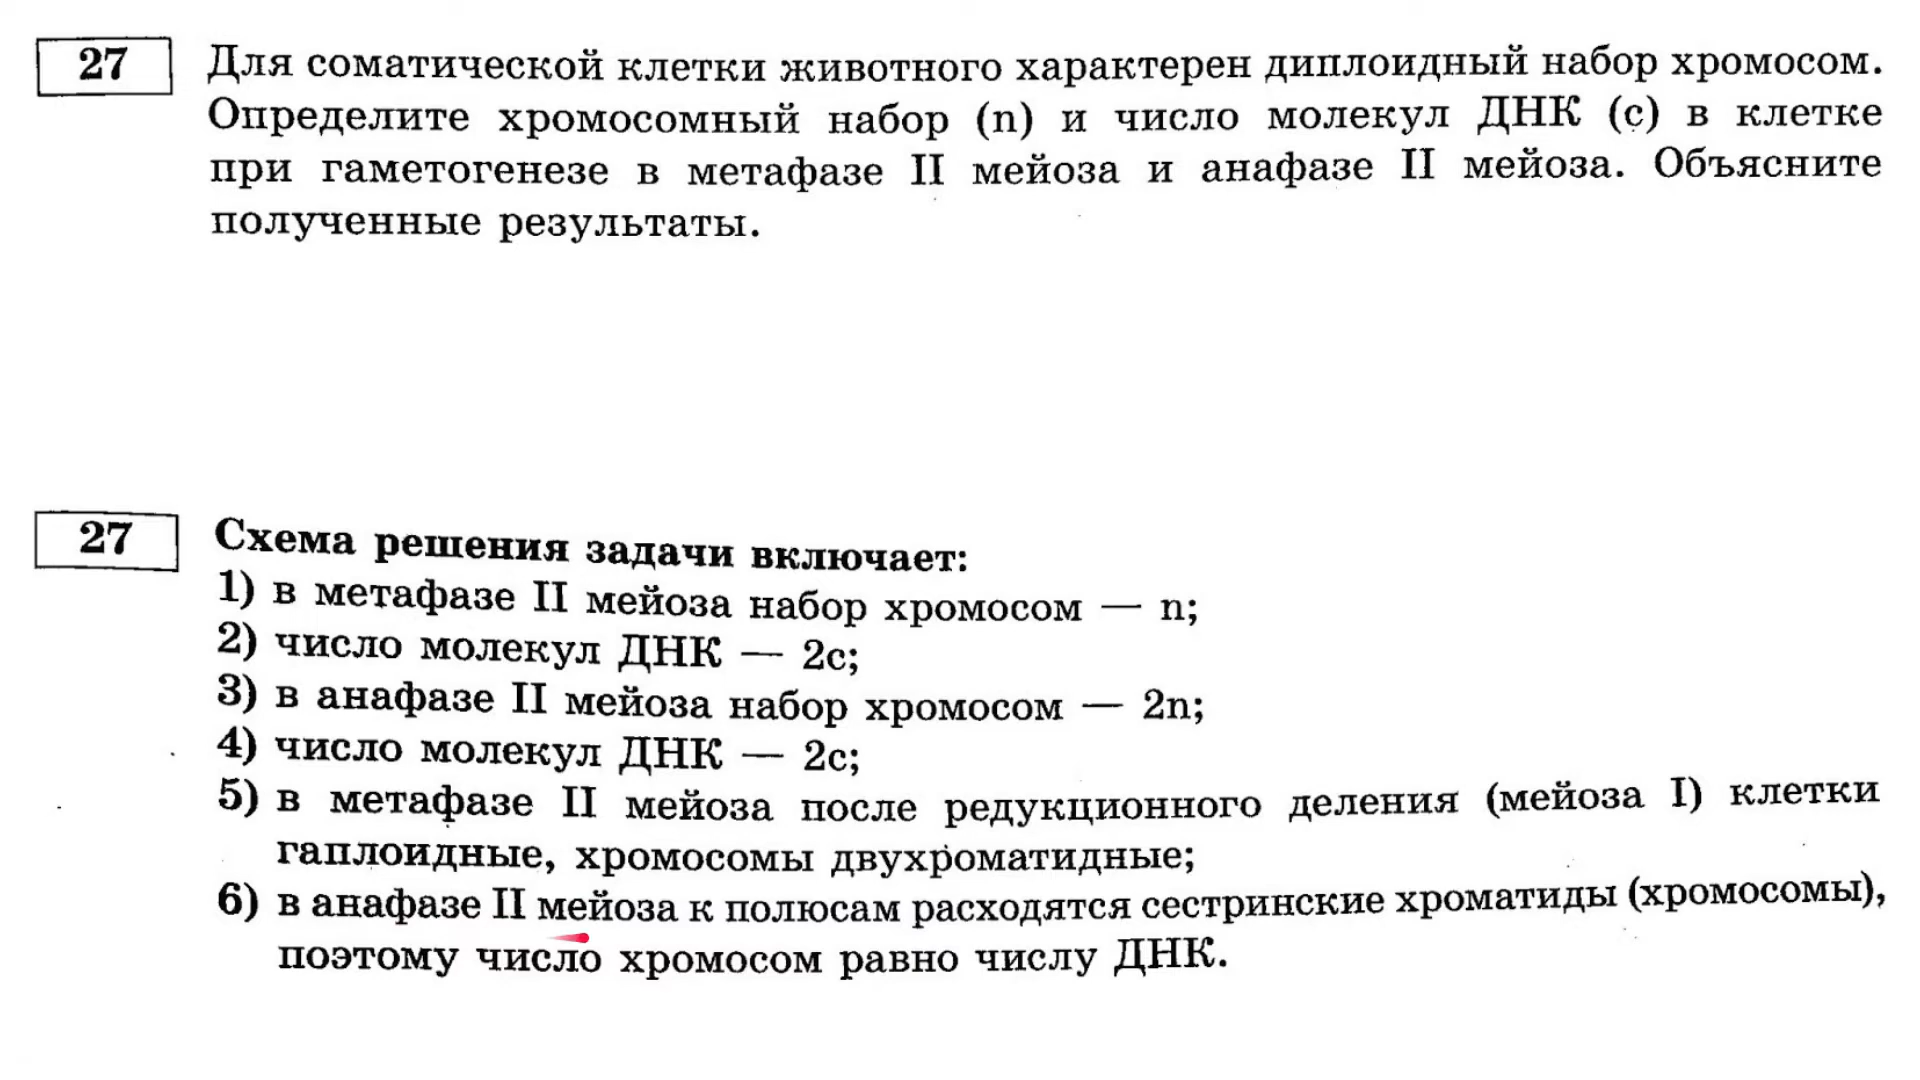 27
Для соматической клетки животного характерен диплоидный набор хромосом.
Определите хромосомный набор (n) и число молекул ДНК (c) в клетке
при гаметогенезе в метафазе II мейоза и анафазе II мейоза. Объясните
полученные результаты.
27
Схема решения задачи включает:
1) в метафазе II мейоза набор хромосом — n;
2) число молекул ДНК — 2c;
3) в анафазе II мейоза набор хромосом — 2n;
4) число молекул ДНК — 2c;
5) в метафазе II мейоза после редукционного деления (мейоза I) клетки
гаплоидные, хромосомы двухроматидные;
6) в анафазе II мейоза к полюсам расходятся сестринские хроматиды (хромосомы),
поэтому число хромосом равно числу ДНК.